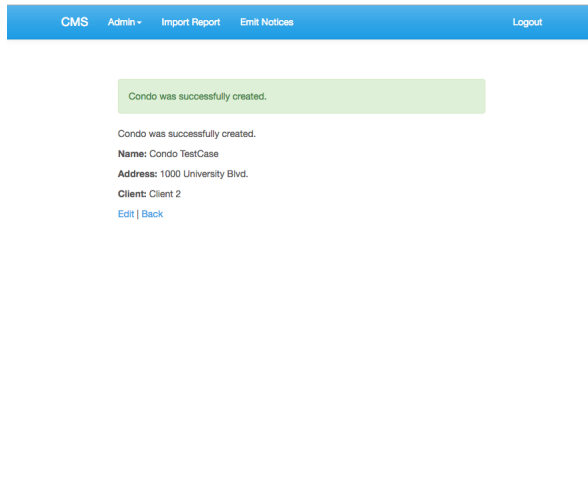 CMS Admin Import Report Emit Notices Logout
Condo was successfully created.
Condo was successfully created.
Name: Condo TestCase
Address: 1000 University Blvd.
Client: Client 2
Edit | Back